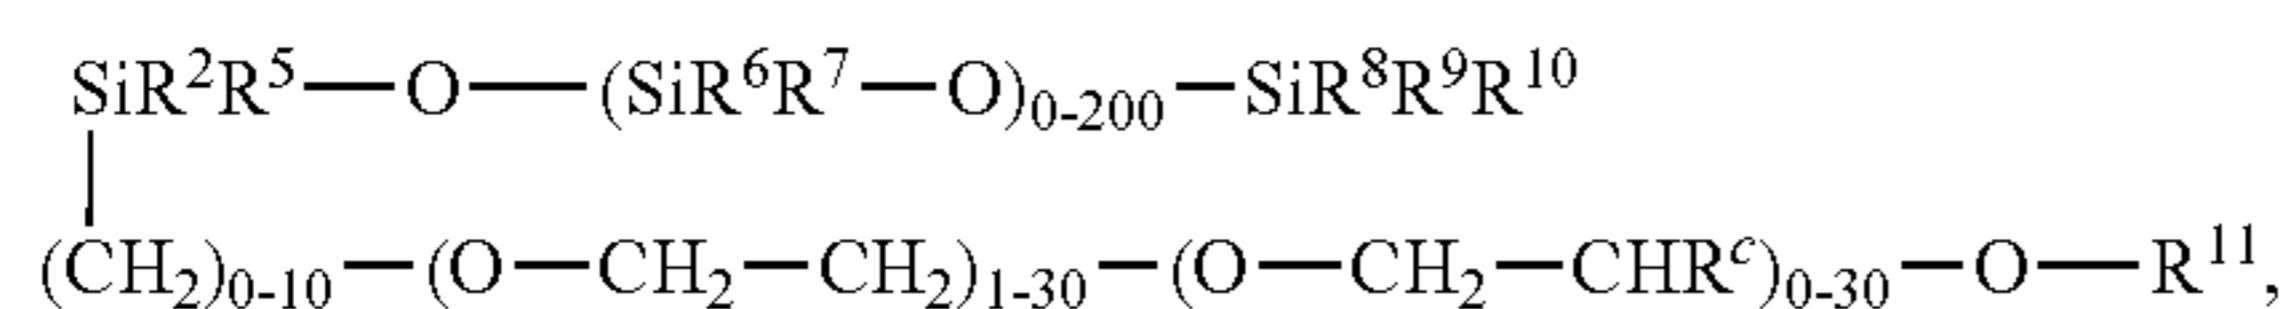 SiR²R⁵—O—(SiR⁶R⁷—O)₀₋₂₀₀—SiR⁸R⁹R¹⁰
(CH₂)₀₋₁₀—(O—CH₂—CH₂)₁₋₃₀—(O—CH₂—CHRᶜ)₀₋₃₀—O—R¹¹,